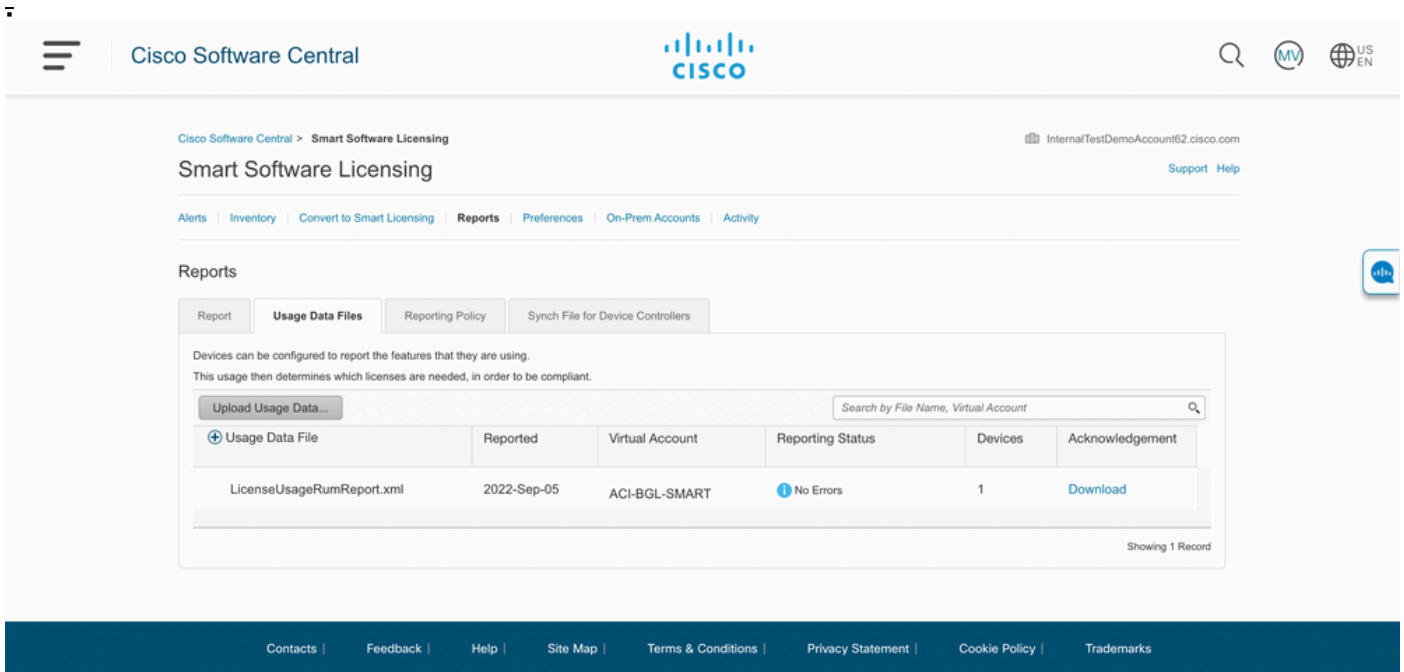 Cisco Software Central
CISCO
MV
US
EN
Cisco Software Central > Smart Software Licensing
InternalTestDemoAccount62.cisco.com
Smart Software Licensing
Support Help
Alerts | Inventory | Convert to Smart Licensing | Reports | Preferences | On-Prem Accounts | Activity
Reports
Report Usage Data Files Reporting Policy Synch File for Device Controllers
Devices can be configured to report the features that they are using.
This usage then determines which licenses are needed, in order to be compliant.
Upload Usage Data... Search by File Name, Virtual Account
Usage Data File Reported Virtual Account Reporting Status Devices Acknowledgement
LicenseUsageRumReport.xml 2022-Sep-05 ACI-BGL-SMART No Errors 1 Download
Showing 1 Record
Contacts | Feedback | Help | Site Map | Terms & Conditions | Privacy Statement | Cookie Policy | Trademarks